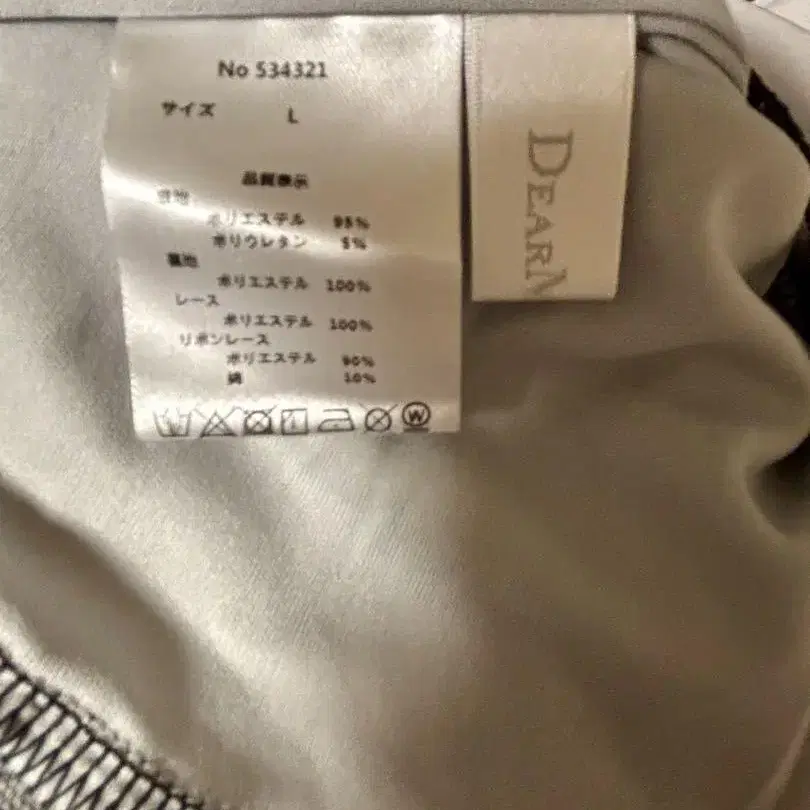 No 534321
サイズ L
品質表示
表地
ポリエステル 95%
ポリウレタン 5%
裏地
ポリエステル 100%
レース
ポリエステル 100%
リボンレース
ポリエステル 90%
綿 10%
W
DEARM